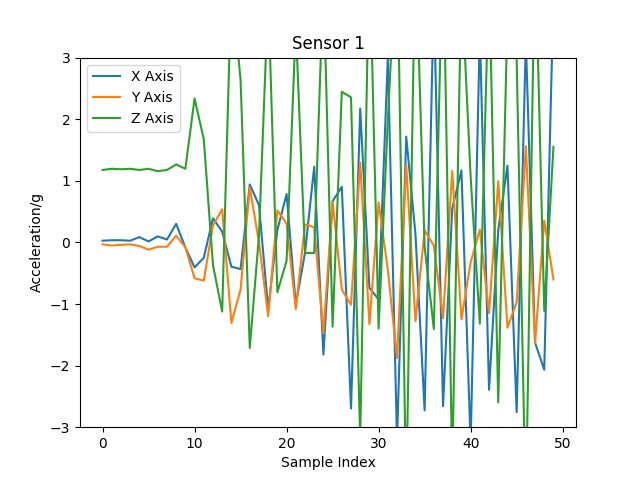 Sensor 1
X Axis
Y Axis
Z Axis
Acceleration/g
3
2
1
0
−1
−2
−3
0 10 20 30 40 50
Sample Index